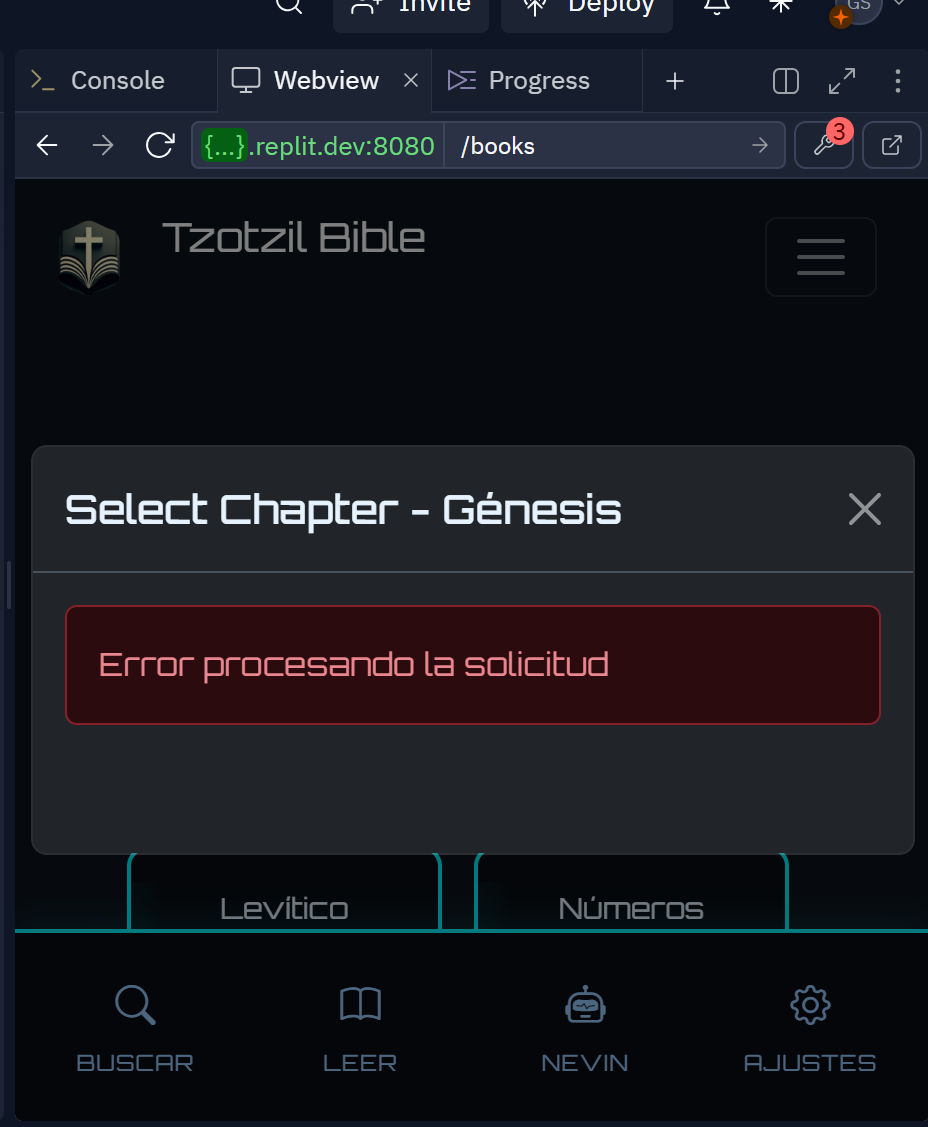 Invite
Deploy
GS
Console
Webview
Progress
{...}.replit.dev:8080
/books
3
Tzotzil Bible
Select Chapter - Génesis
Error procesando la solicitud
Levítico
Números
BUSCAR
LEER
NEVIN
AJUSTES